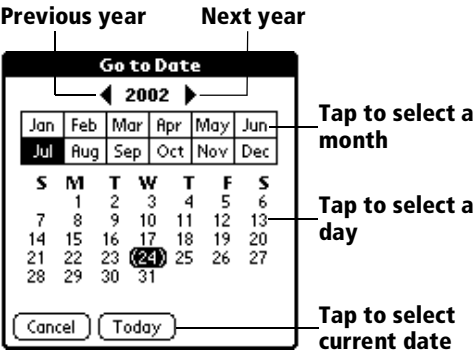 Previous year Next year
Go to Date
2002
Jan Feb Mar Apr May Jun
Tap to select a
month
Jul Aug Sep Oct Nov Dec
S M T W T F S
1 2 3 4 5 6
Tap to select a
day
7 8 9 10 11 12 13
14 15 16 17 18 19 20
21 22 23 24 25 26 27
28 29 30 31
Cancel Today
Tap to select
current date